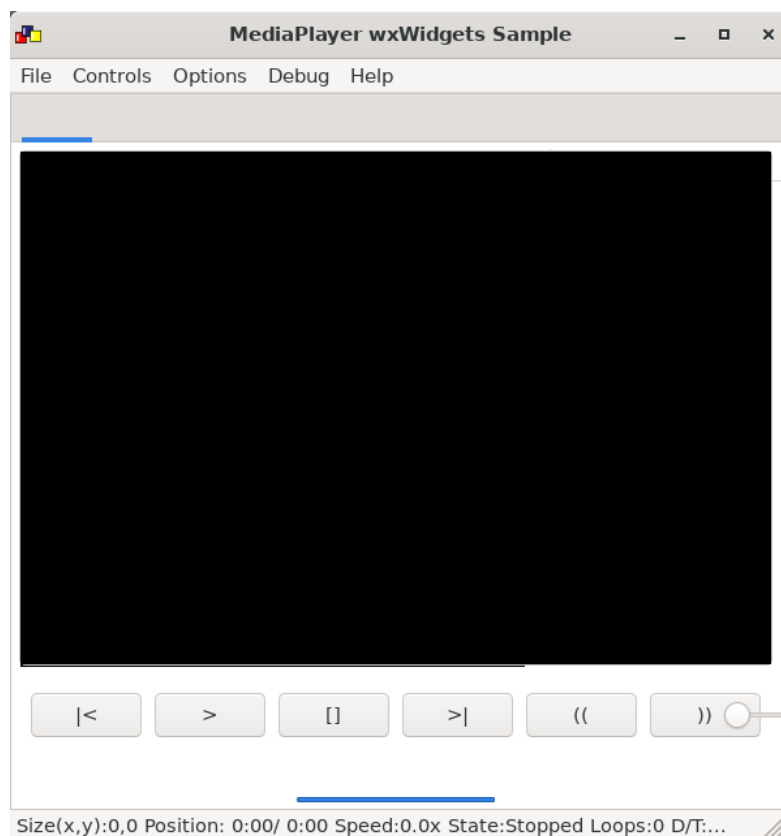 MediaPlayer wxWidgets Sample
File Controls Options Debug Help
|< > [] >| (( ))
Size(x,y):0,0 Position: 0:00/ 0:00 Speed:0.0x State:Stopped Loops:0 D/T:...